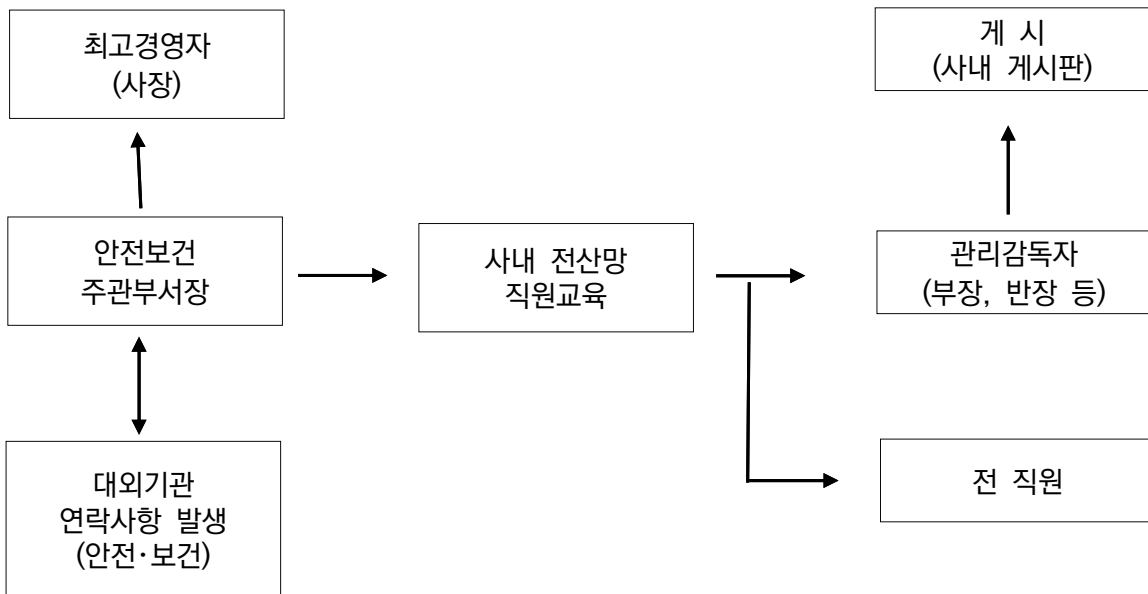 최고경영자
(사장)
게 시
(사내 게시판)
안전보건
주관부서장
사내 전산망
직원교육
관리감독자
(부장, 반장 등)
대외기관
연락사항 발생
(안전·보건)
전 직원